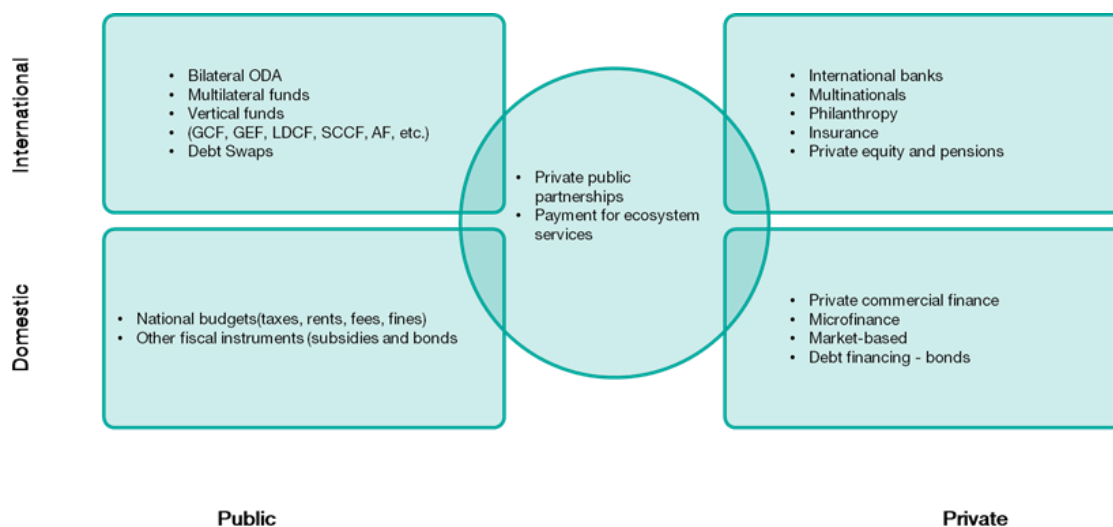 International
• Bilateral ODA
• Multilateral funds
• Vertical funds
• (GCF, GEF, LDCF, SCCF, AF, etc.)
• Debt Swaps
• Private public
partnerships
• Payment for ecosystem
services
• International banks
• Multinationals
• Philanthropy
• Insurance
• Private equity and pensions
Domestic
• National budgets(taxes, rents, fees, fines)
• Other fiscal instruments (subsidies and bonds
• Private commercial finance
• Microfinance
• Market-based
• Debt financing - bonds
Public
Private